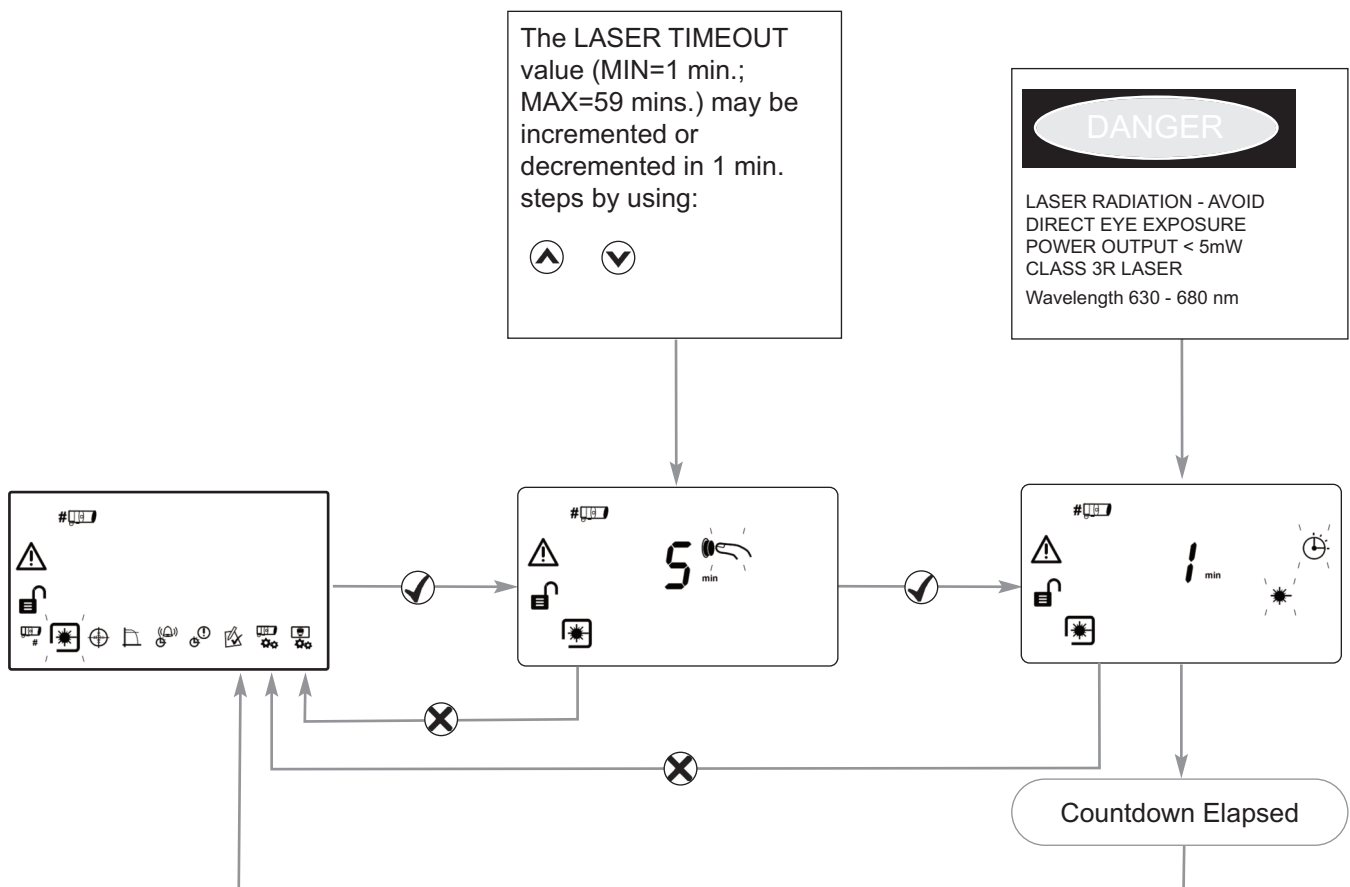 The LASER TIMEOUT
value (MIN=1 min.;
MAX=59 mins.) may be
incremented or
decremented in 1 min.
steps by using:
DANGER
LASER RADIATION - AVOID
DIRECT EYE EXPOSURE
POWER OUTPUT < 5mW
CLASS 3R LASER
Wavelength 630 - 680 nm
#
#
#
5 min
1 min
#
Countdown Elapsed